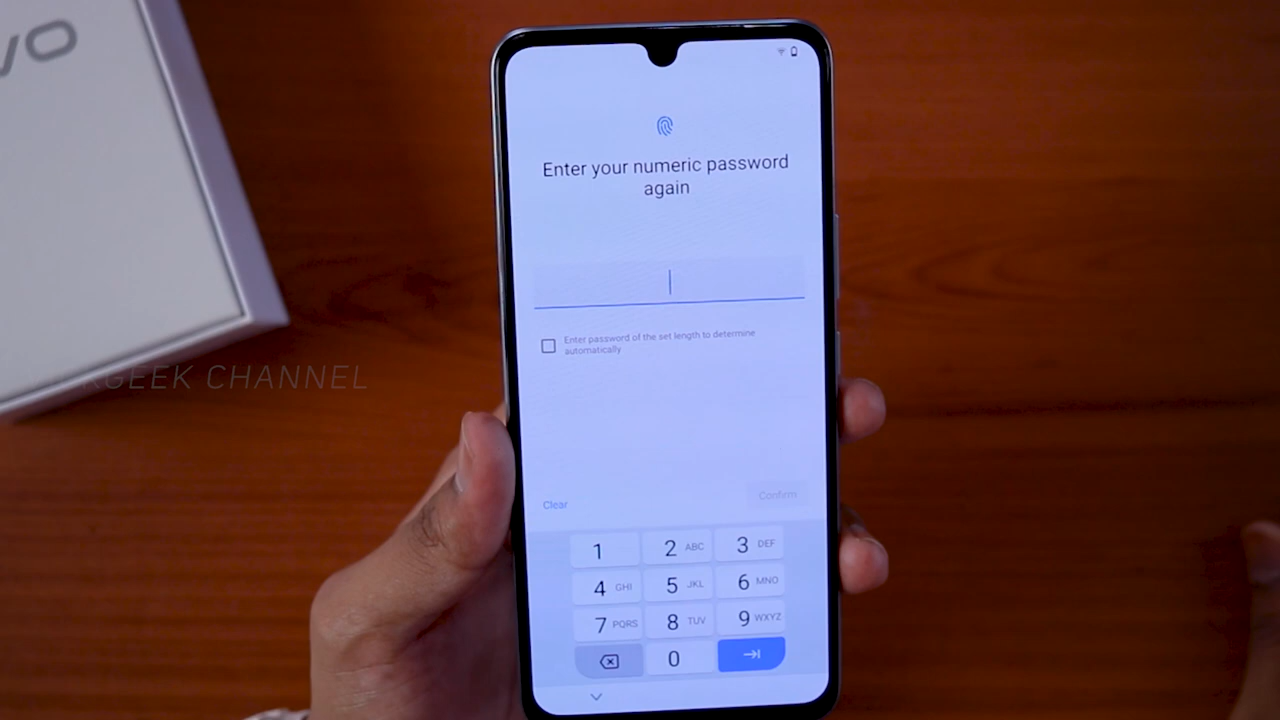 vo
Enter your numeric password
again
Enter password of the set length to determine
automatically
GEEK CHANNEL
Clear
Confirm
1
2 ABC
3 DEF
4 GHI
5 JKL
6 MNO
7 PQRS
8 TUV
9 WXYZ
0